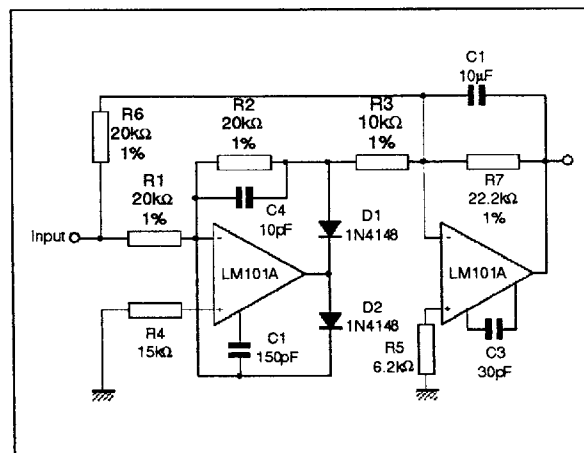 C1
10µF
R6
20kΩ
1%
R2
20kΩ
1%
R3
10kΩ
1%
R1
20kΩ
1%
R7
22.2kΩ
1%
C4
10pF
D1
1N4148
Input
-
LM101A
+
-
LM101A
+
D2
1N4148
R4
15kΩ
C1
150pF
R5
6.2kΩ
C3
30pF